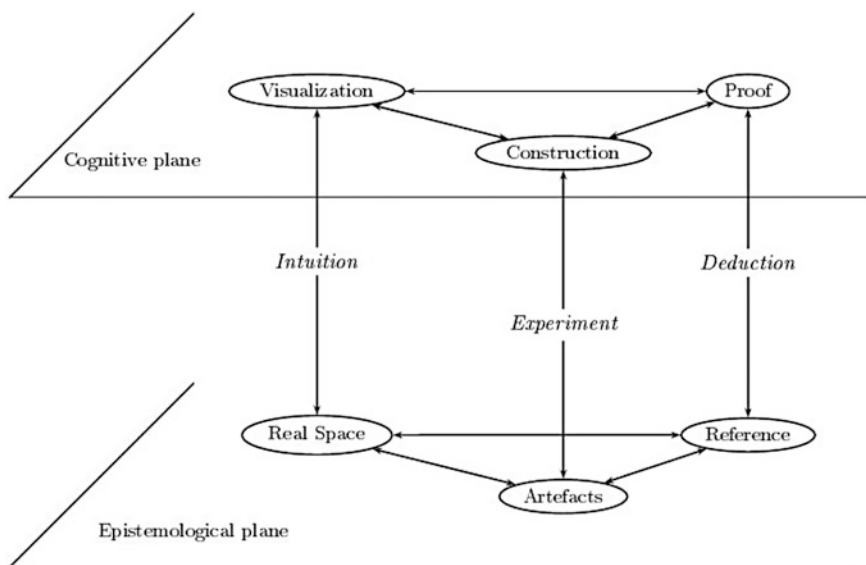 Visualization
Proof
Construction
Cognitive plane
Intuition
Deduction
Experiment
Real Space
Reference
Artefacts
Epistemological plane